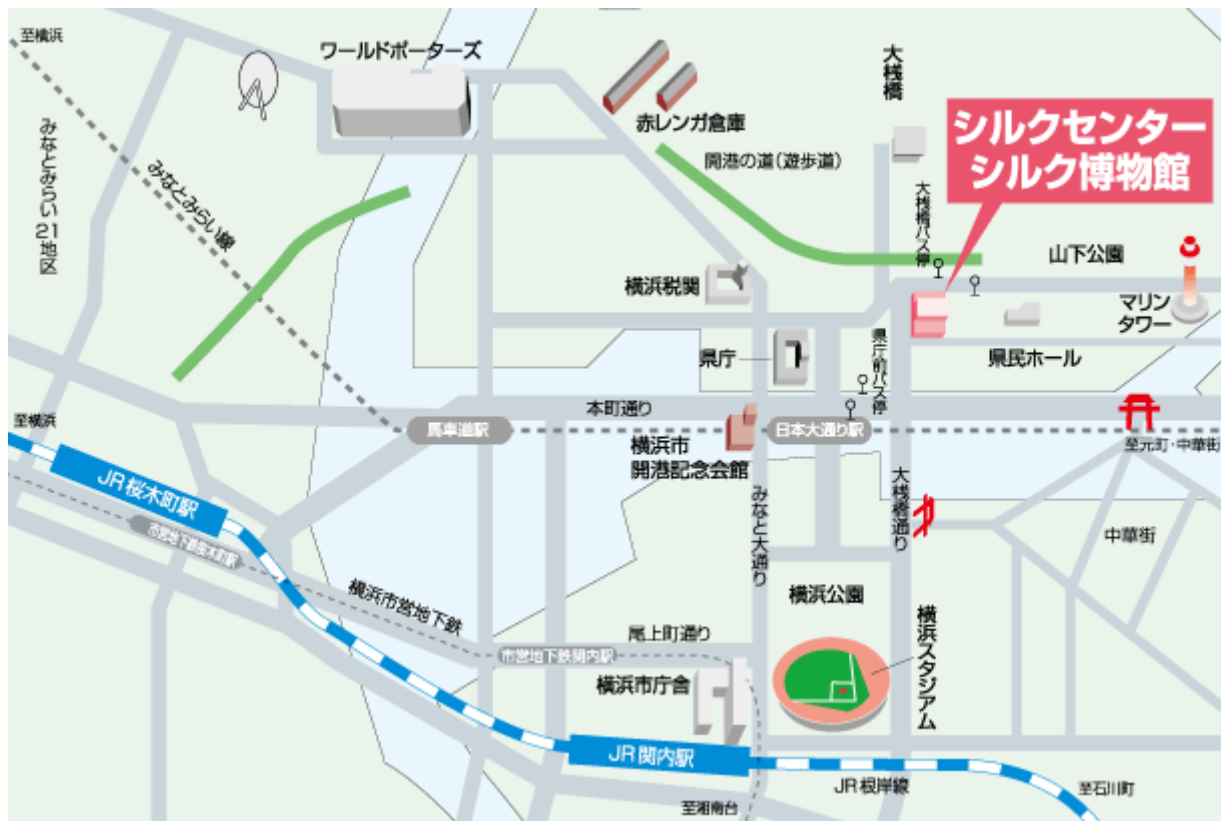 至横浜
ワールドポーターズ
大桟橋
シルクセンター
シルク博物館
赤レンガ倉庫
開港の道(遊歩道)
みなとみらい
21地区
みなとみらい線
大桟橋バス停
山下公園
横浜税関
マリン
タワー
県庁
県庁前バス停
県民ホール
至横浜
本町通り
馬車道駅
日本大通り駅
横浜市
開港記念会館
至元町・中華街
JR桜木町駅
市営地下鉄桜木町駅
みなと大通り
大桟橋通り
中華街
横浜市営地下鉄
横浜公園
尾上町通り
市営地下鉄関内駅
横浜スタジアム
横浜市庁舎
JR関内駅
JR根岸線
至石川町
至湘南台